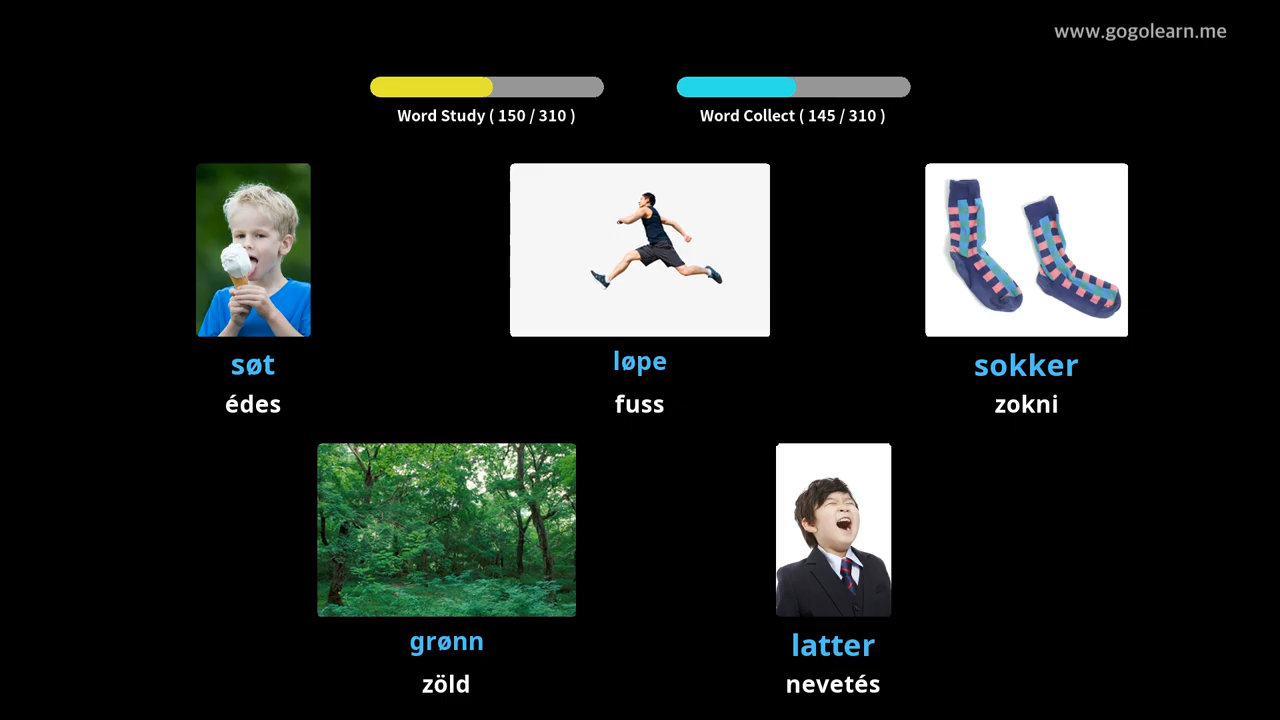 www.gogolearn.me
Word Study ( 150 / 310 )
Word Collect ( 145 / 310 )
søt
løpe
sokker
édes
fuss
zokni
grønn
latter
zöld
nevetés